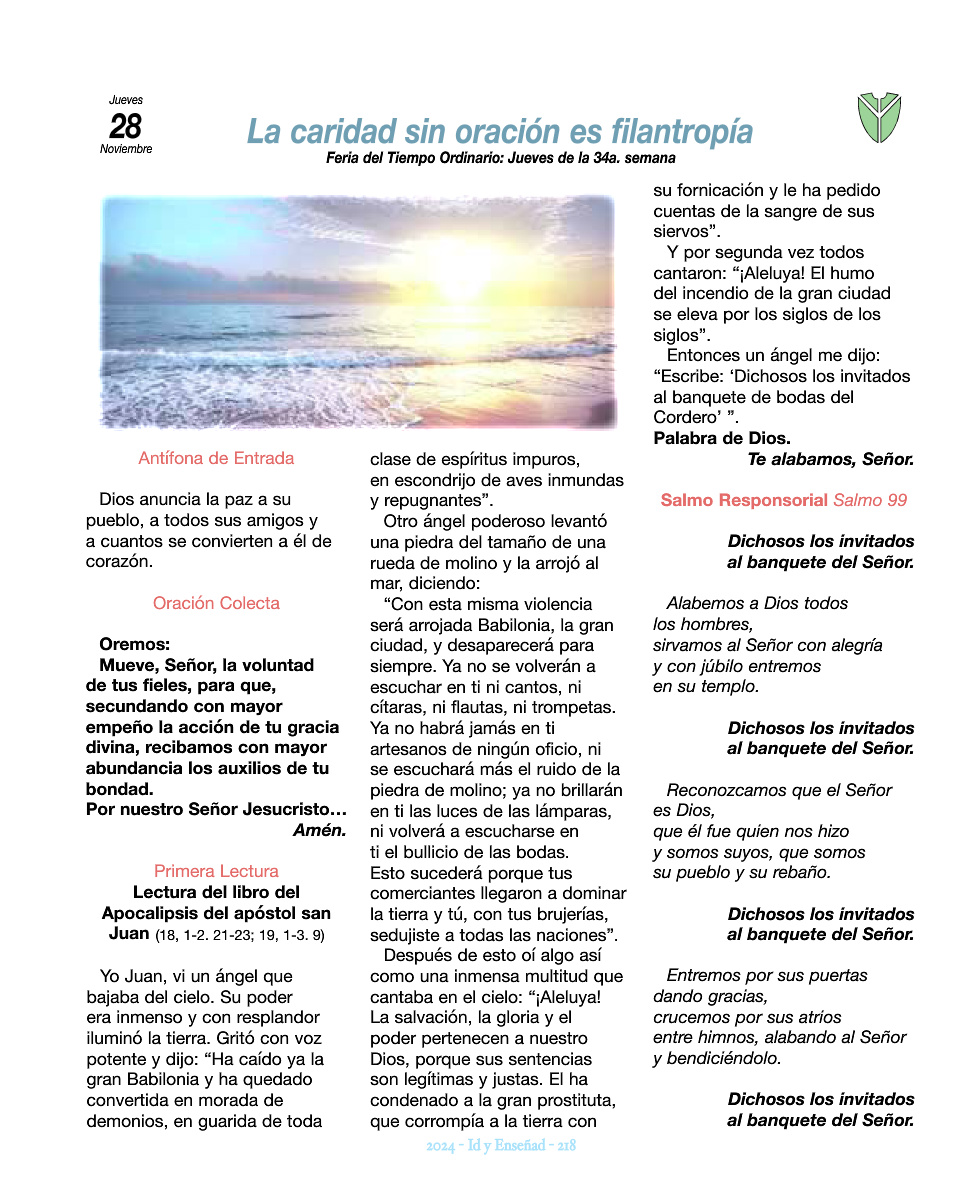 Jueves
28
Noviembre
La caridad sin oración es filantropía
Feria del Tiempo Ordinario: Jueves de la 34a. semana
Antífona de Entrada
Dios anuncia la paz a su
pueblo, a todos sus amigos y
a cuantos se convierten a él de
corazón.
Oración Colecta
Oremos:
Mueve, Señor, la voluntad
de tus fieles, para que,
secundando con mayor
empeño la acción de tu gracia
divina, recibamos con mayor
abundancia los auxilios de tu
bondad.
Por nuestro Señor Jesucristo…
Amén.
Primera Lectura
Lectura del libro del
Apocalipsis del apóstol san
Juan (18, 1-2. 21-23; 19, 1-3. 9)
Yo Juan, vi un ángel que
bajaba del cielo. Su poder
era inmenso y con resplandor
iluminó la tierra. Gritó con voz
potente y dijo: “Ha caído ya la
gran Babilonia y ha quedado
convertida en morada de
demonios, en guarida de toda
clase de espíritus impuros,
en escondrijo de aves inmundas
y repugnantes”.
Otro ángel poderoso levantó
una piedra del tamaño de una
rueda de molino y la arrojó al
mar, diciendo:
“Con esta misma violencia
será arrojada Babilonia, la gran
ciudad, y desaparecerá para
siempre. Ya no se volverán a
escuchar en ti ni cantos, ni
cítaras, ni flautas, ni trompetas.
Ya no habrá jamás en ti
artesanos de ningún oficio, ni
se escuchará más el ruido de la
piedra de molino; ya no brillarán
en ti las luces de las lámparas,
ni volverá a escucharse en
ti el bullicio de las bodas.
Esto sucederá porque tus
comerciantes llegaron a dominar
la tierra y tú, con tus brujerías,
sedujiste a todas las naciones”.
Después de esto oí algo así
como una inmensa multitud que
cantaba en el cielo: “¡Aleluya!
La salvación, la gloria y el
poder pertenecen a nuestro
Dios, porque sus sentencias
son legítimas y justas. El ha
condenado a la gran prostituta,
que corrompía a la tierra con
su fornicación y le ha pedido
cuentas de la sangre de sus
siervos”.
Y por segunda vez todos
cantaron: “¡Aleluya! El humo
del incendio de la gran ciudad
se eleva por los siglos de los
siglos”.
Entonces un ángel me dijo:
“Escribe: ‘Dichosos los invitados
al banquete de bodas del
Cordero’ ”.
Palabra de Dios.
Te alabamos, Señor.
Salmo Responsorial Salmo 99
Dichosos los invitados
al banquete del Señor.
Alabemos a Dios todos
los hombres,
sirvamos al Señor con alegría
y con júbilo entremos
en su templo.
Dichosos los invitados
al banquete del Señor.
Reconozcamos que el Señor
es Dios,
que él fue quien nos hizo
y somos suyos, que somos
su pueblo y su rebaño.
Dichosos los invitados
al banquete del Señor.
Entremos por sus puertas
dando gracias,
crucemos por sus atríos
entre himnos, alabando al Señor
y bendiciéndolo.
Dichosos los invitados
al banquete del Señor.
2024 - Id y Enseñad - 218